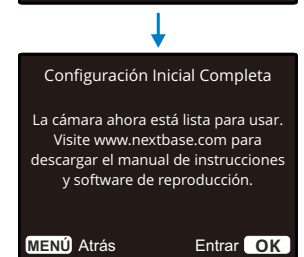 Configuración Inicial Completa
La cámara ahora está lista para usar.
Visite www.nextbase.com para
descargar el manual de instrucciones
y software de reproducción.
MENÚ Atrás Entrar OK